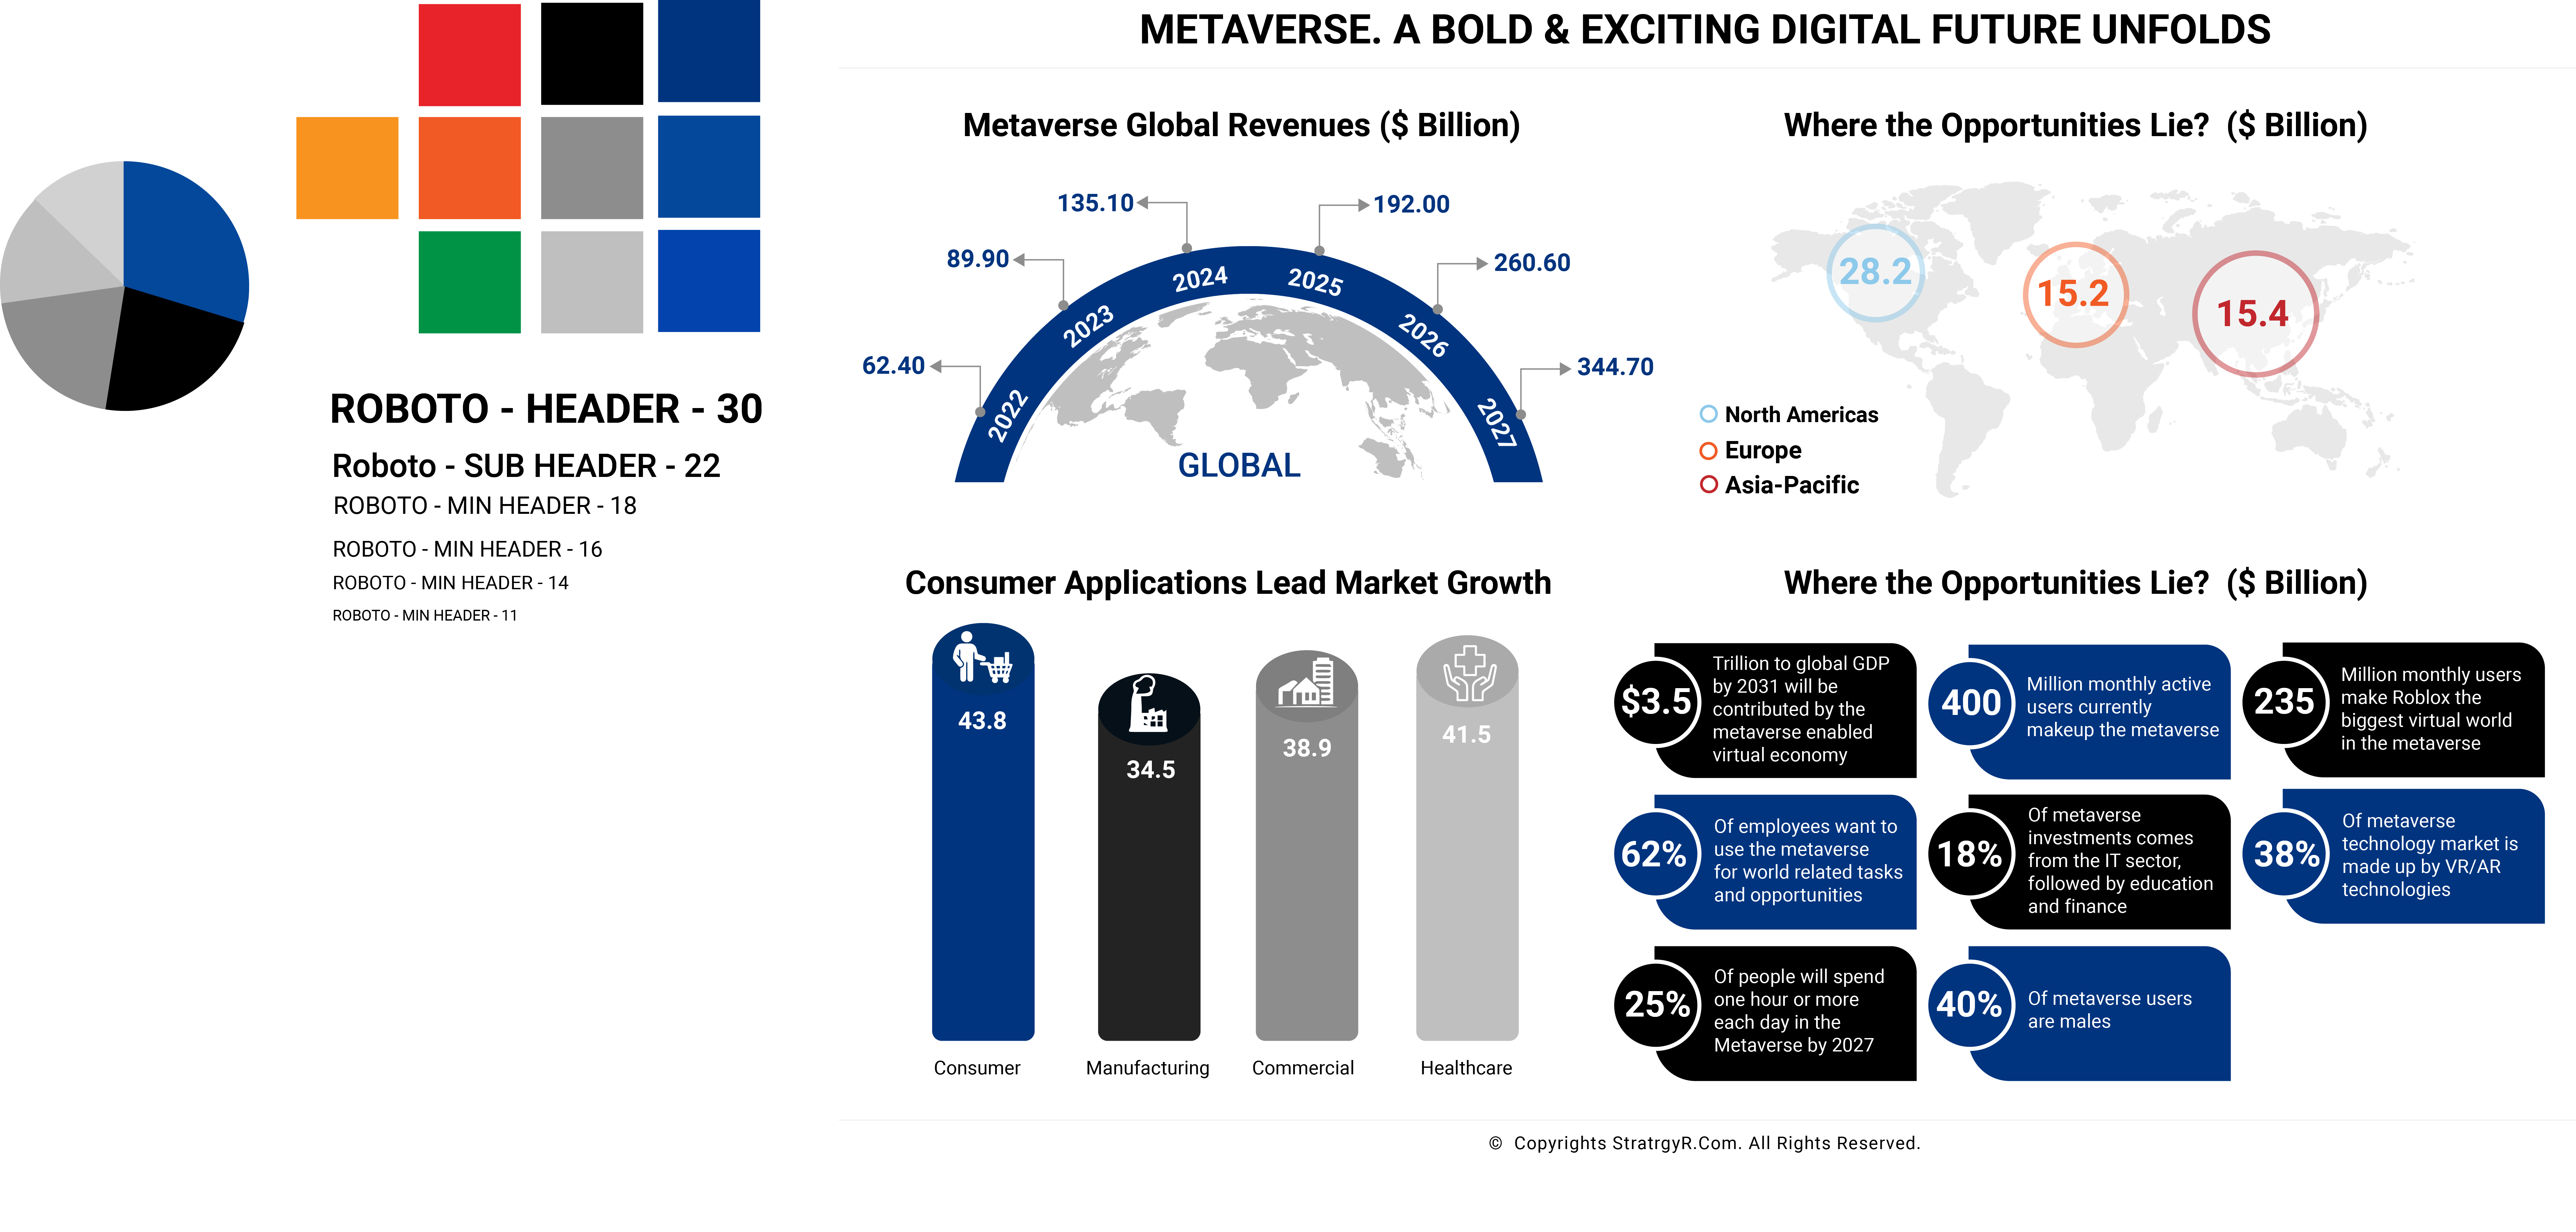 ROBOTO - HEADER - 30
Roboto - SUB HEADER - 22
ROBOTO - MIN HEADER - 18
ROBOTO - MIN HEADER - 16
ROBOTO - MIN HEADER - 14
ROBOTO - MIN HEADER - 11
METAVERSE. A BOLD & EXCITING DIGITAL FUTURE UNFOLDS
Metaverse Global Revenues ($ Billion)
62.40
89.90
135.10
192.00
260.60
344.70
2022
2023
2024
2025
2026
2027
GLOBAL
Where the Opportunities Lie? ($ Billion)
28.2
15.2
15.4
North Americas
Europe
Asia-Pacific
Consumer Applications Lead Market Growth
43.8
34.5
38.9
41.5
Consumer
Manufacturing
Commercial
Healthcare
Where the Opportunities Lie? ($ Billion)
$3.5
Trillion to global GDP
by 2031 will be
contributed by the
metaverse enabled
virtual economy
400
Million monthly active
users currently
makeup the metaverse
235
Million monthly users
make Roblox the
biggest virtual world
in the metaverse
62%
Of employees want to
use the metaverse
for world related tasks
and opportunities
18%
Of metaverse
investments comes
from the IT sector,
followed by education
and finance
38%
Of metaverse
technology market is
made up by VR/AR
technologies
25%
Of people will spend
one hour or more
each day in the
Metaverse by 2027
40%
Of metaverse users
are males
© Copyrights StratrgyR.Com. All Rights Reserved.